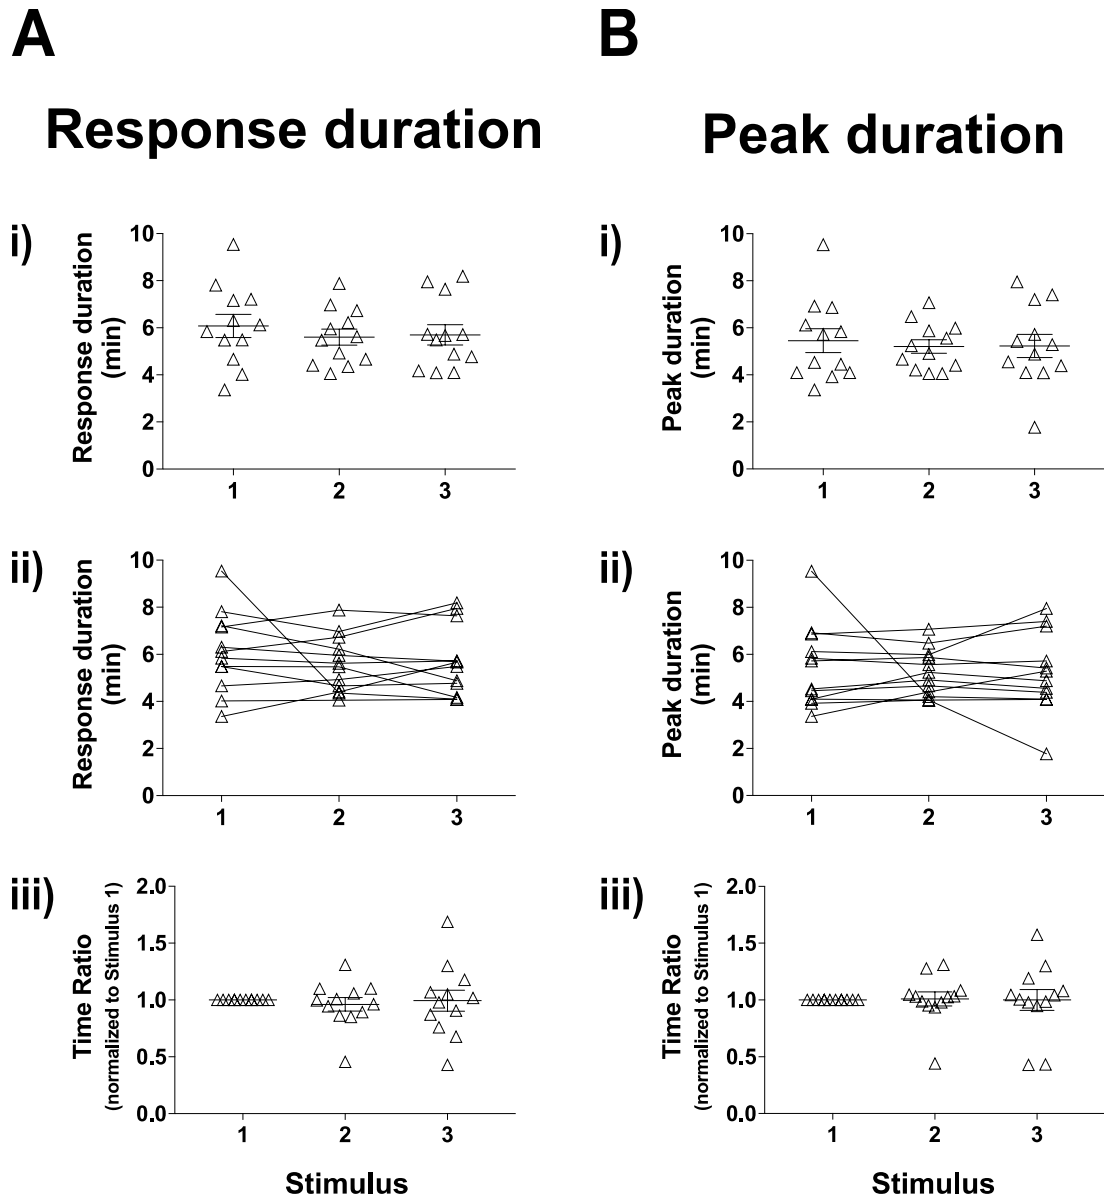 A
B
Response duration
Peak duration
i)
Response duration
(min)
10
8
6
4
2
0
1 2 3
i)
Peak duration
(min)
10
8
6
4
2
0
1 2 3
ii)
Response duration
(min)
10
8
6
4
2
0
1 2 3
ii)
Peak duration
(min)
10
8
6
4
2
0
1 2 3
iii)
Time Ratio
(normalized to Stimulus 1)
2.0
1.5
1.0
0.5
0.0
1 2 3
Stimulus
iii)
Time Ratio
(normalized to Stimulus 1)
2.0
1.5
1.0
0.5
0.0
1 2 3
Stimulus